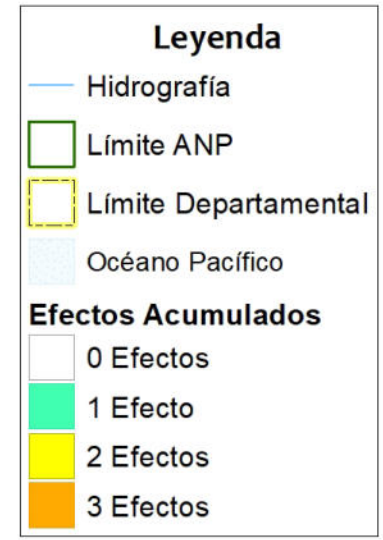 Leyenda
Hidrografía
Límite ANP
Límite Departamental
Océano Pacífico
Efectos Acumulados
0 Efectos
1 Efecto
2 Efectos
3 Efectos